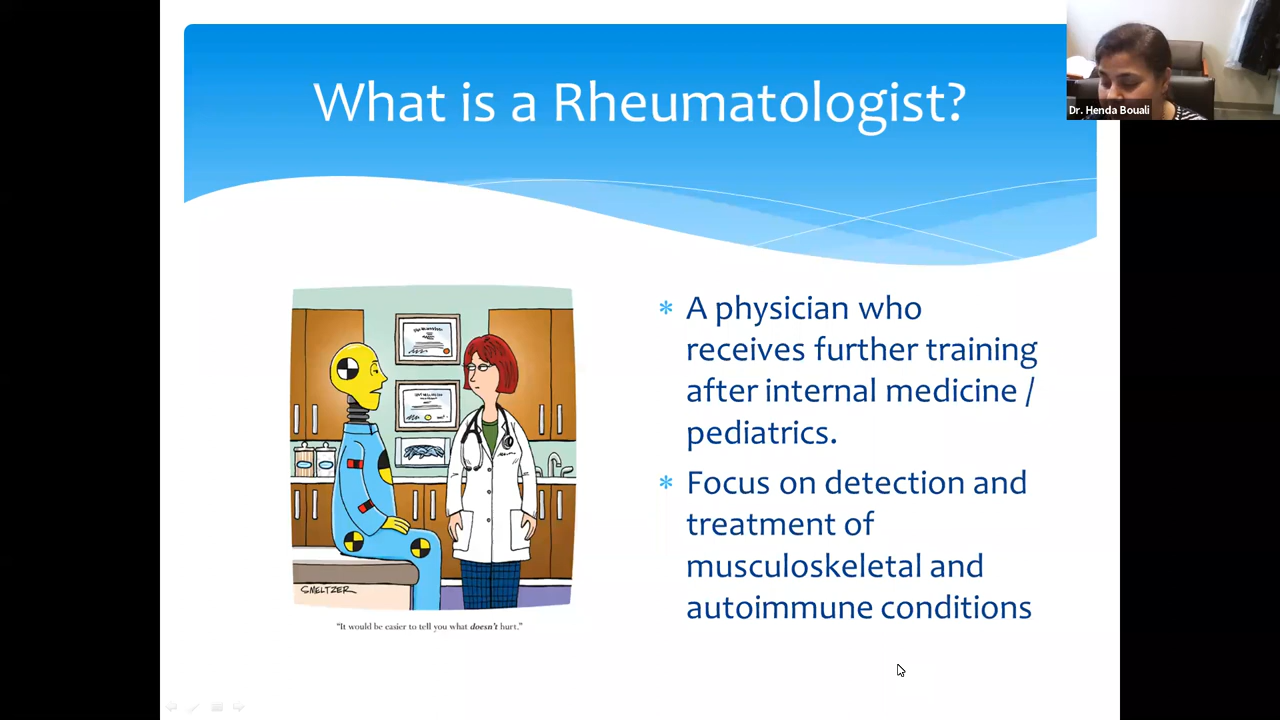 What is a Rheumatologist?
Dr. Henda Bouali
* A physician who
receives further training
after internal medicine /
pediatrics.
* Focus on detection and
treatment of
musculoskeletal and
autoimmune conditions
SMELTZER
"It would be easier to tell you what doesn't hurt."